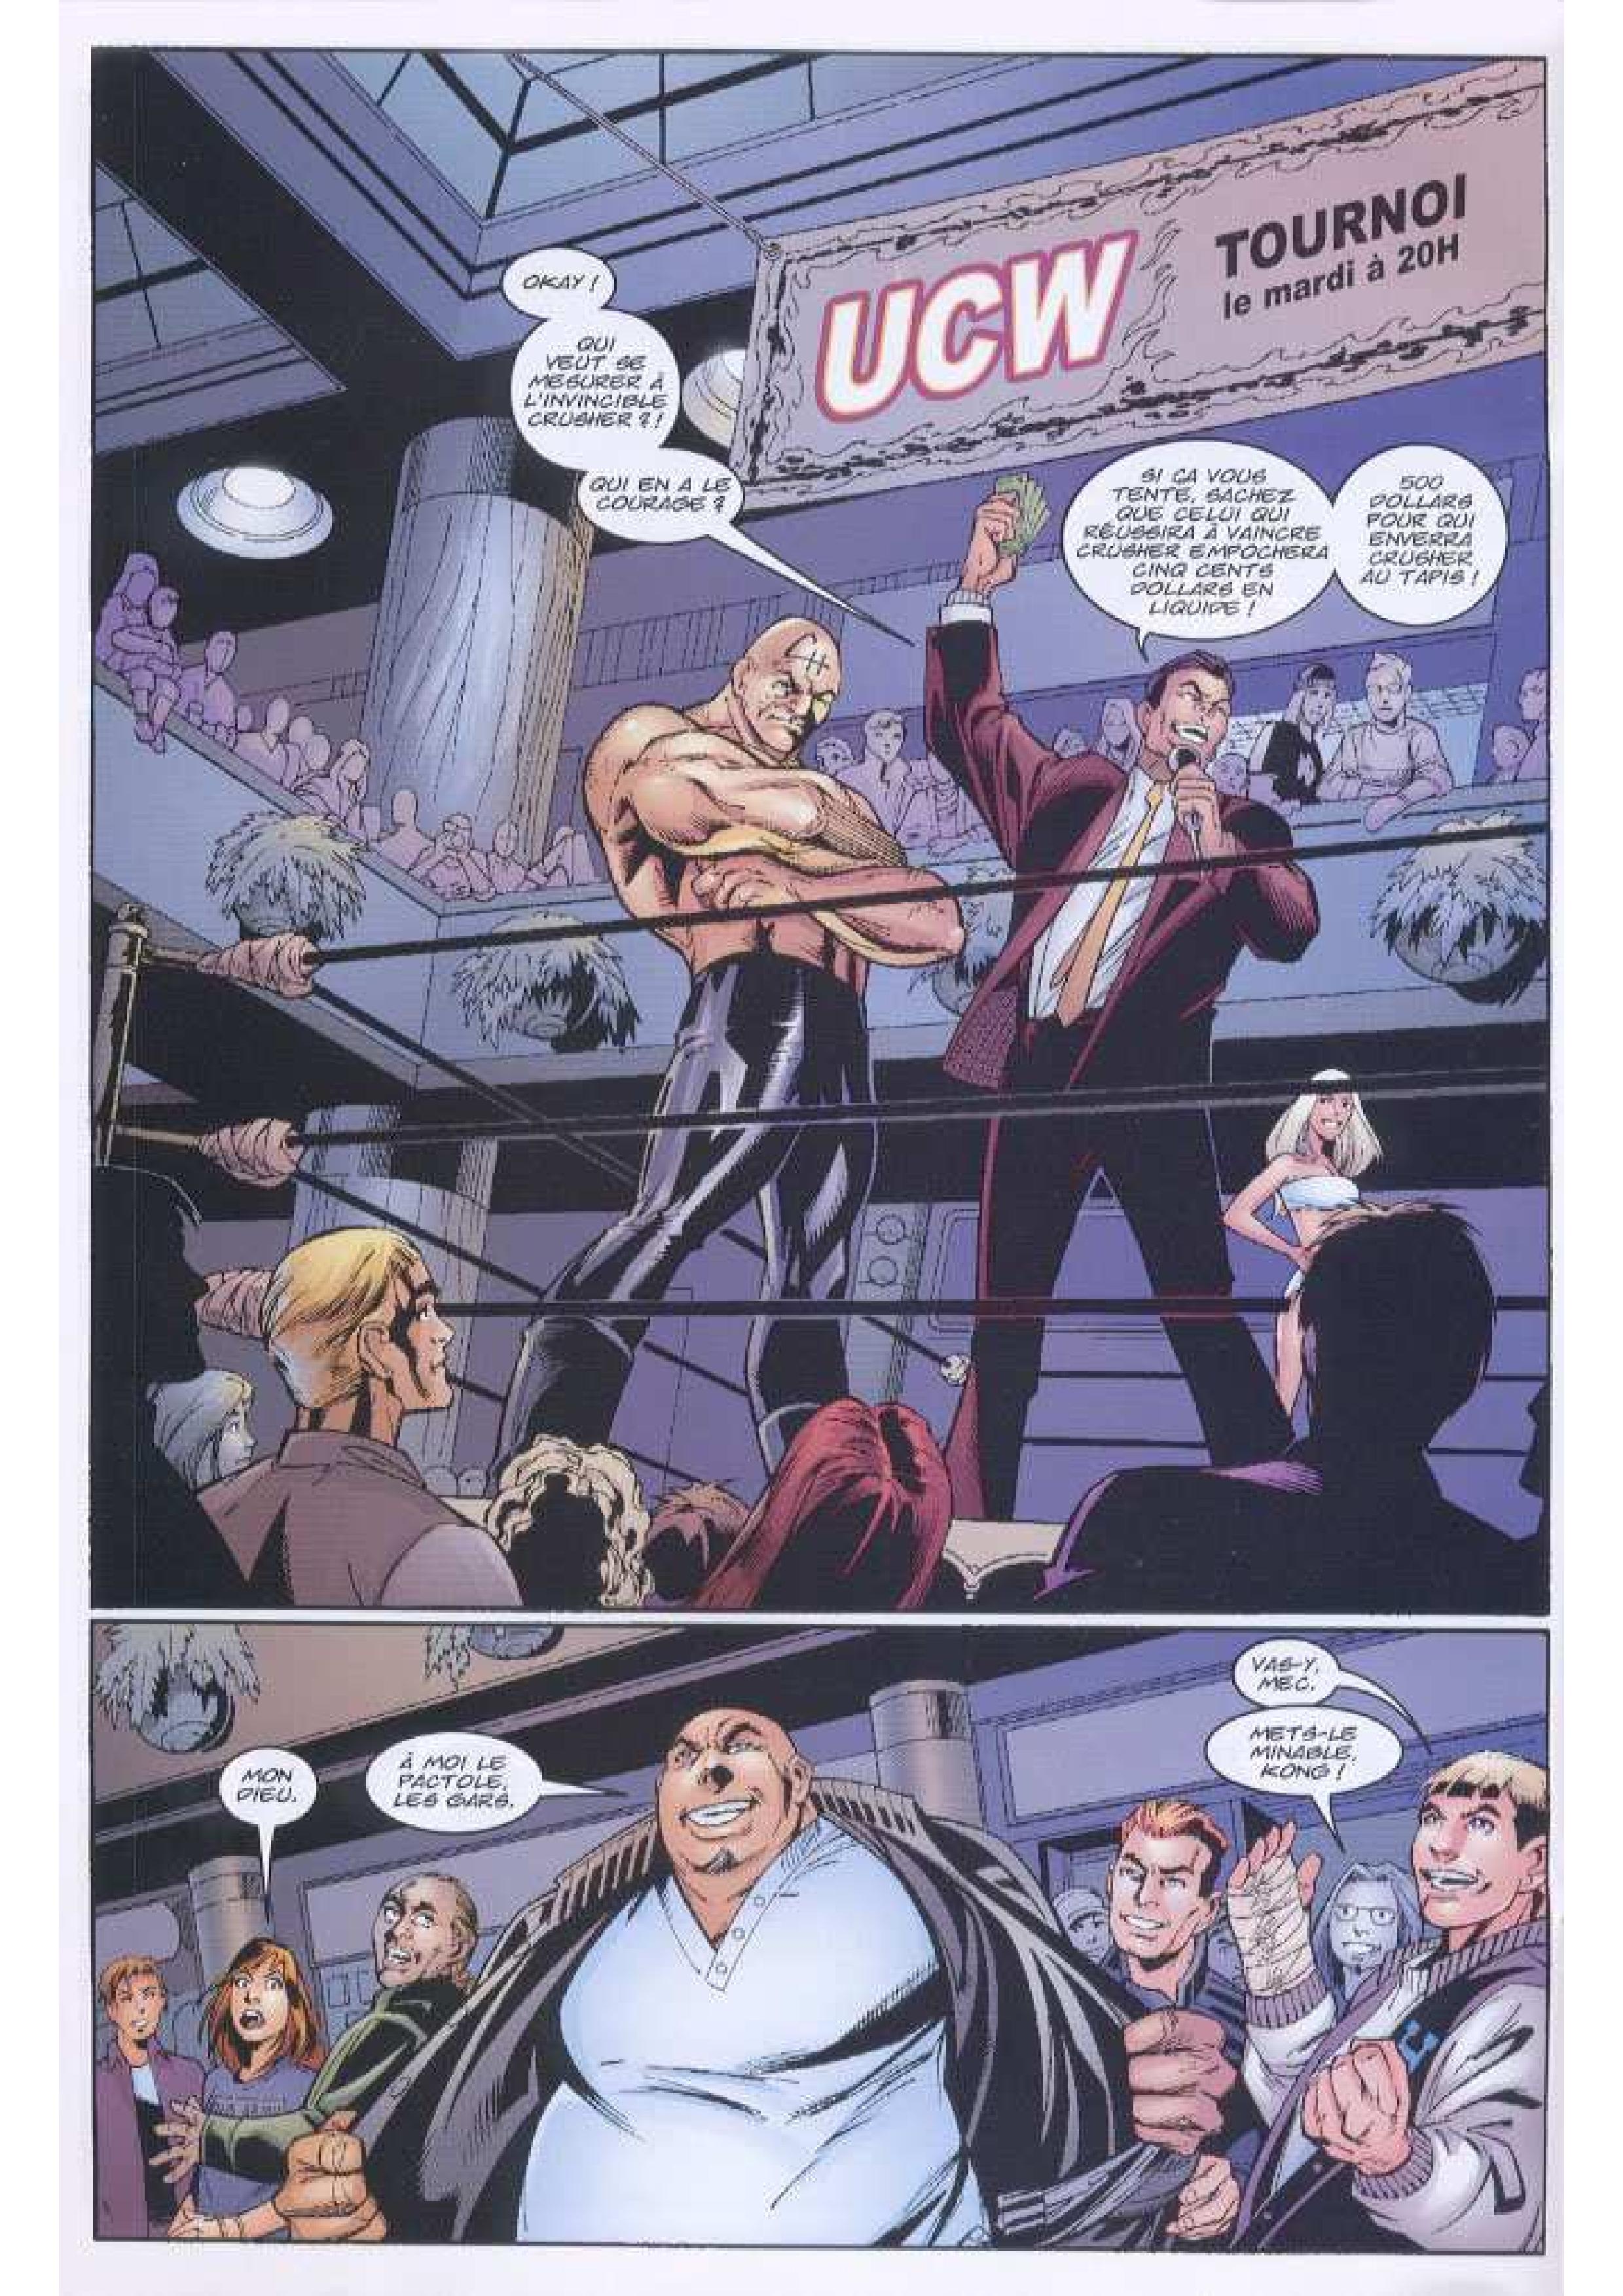 UCW
TOURNOI
le mardi à 20H
OKAY !
QUI
VEUT SE
MESURER À
L'INVINCIBLE
CRUSHER ?!
QUI EN A LE
COURAGE ?
SI ÇA VOUS
TENTE, SACHEZ
QUE CELUI QUI
RÉUSSIRA À VAINCRE
CRUSHER EMPOCHERA
CINQ CENTS
DOLLARS EN
LIQUIDE !
500
DOLLARS
POUR QUI
ENVERRA
CRUSHER
AU TAPIS !
MON
DIEU.
À MOI LE
PACTOLE,
LES GARS.
VAS-Y,
MEC.
METS-LE
MINABLE,
KONG !